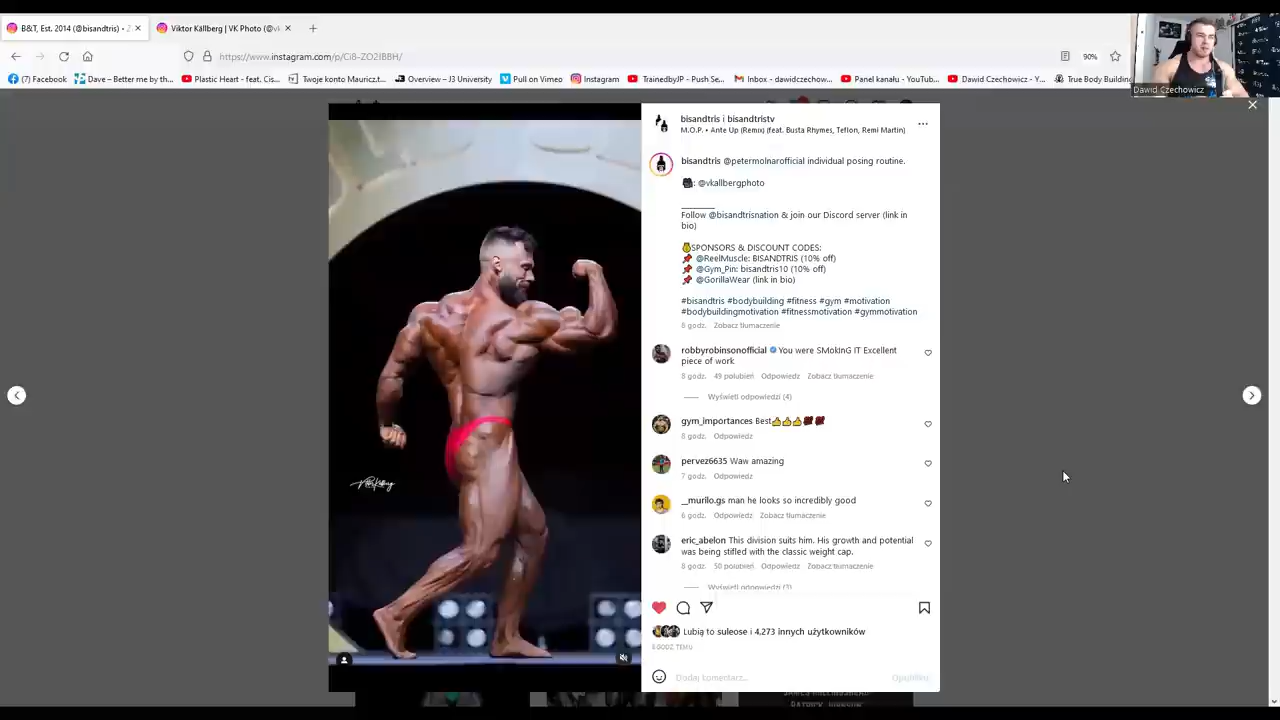 B&T, Est. 2014 (@bisandtris) •
Viktor Källberg | VK Photo (@v
https://www.instagram.com/p/Ci8-ZO2IBBH/
90%
(7) Facebook
Dave – Better me by th...
Plastic Heart - feat. Cis...
Twoje konto Mauricz.t...
Overview – J3 University
Pull on Vimeo
Instagram
TrainedbyJP - Push Se...
Inbox - dawidczechow...
Panel kanału - YouTub...
Dawid Czechowicz - Y...
True Body Building
Dawid Czechowicz
bisandtris i bisandtristv
M.O.P. • Ante Up (Remix) (feat. Busta Rhymes, Teflon, Remi Martin)
bisandtris @petermolnarofficial individual posing routine.
: @vkallbergphoto
Follow @bisandtrisnation & join our Discord server (link in
bio)
SPONSORS & DISCOUNT CODES:
@ReelMuscle: BISANDTRIS (10% off)
@Gym_Pin: bisandtris10 (10% off)
@GorillaWear (link in bio)
#bisandtris #bodybuilding #fitness #gym #motivation
#bodybuildingmotivation #fitnessmotivation #gymmotivation
8 godz. Zobacz tłumaczenie
robbyrobinsonofficial You were SMokInG IT Excellent
piece of work
8 godz. 49 polubień Odpowiedz Zobacz tłumaczenie
Wyświetl odpowiedzi (4)
gym_importances Best
8 godz. Odpowiedz
pervez6635 Waw amazing
7 godz. Odpowiedz
__murilo.gs man he looks so incredibly good
6 godz. Odpowiedz Zobacz tłumaczenie
eric_abelon This division suits him. His growth and potential
was being stifled with the classic weight cap.
8 godz. 50 polubień Odpowiedz Zobacz tłumaczenie
Wyświetl odpowiedzi (3)
Lubią to suleose i 4,273 innych użytkowników
8 GODZ. TEMU
Dodaj komentarz...
Opublikuj